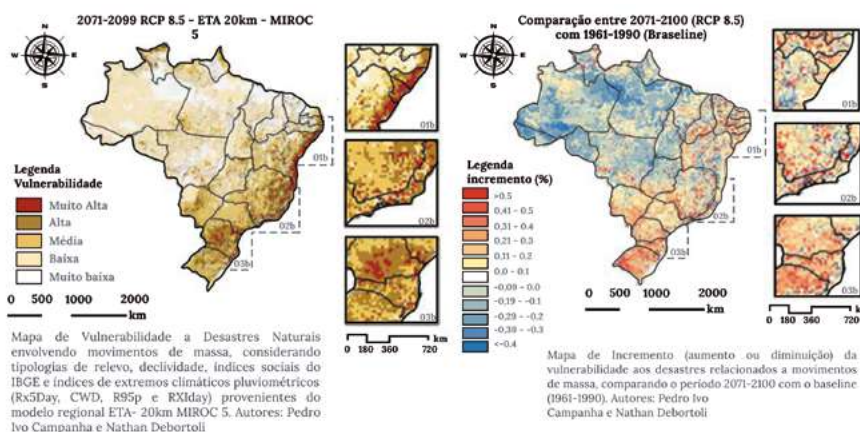 2071-2099 RCP 8.5 - ETA 20km - MIROC
5
N
W
E
S
01b
02b
03b
01b
02b
03b
Legenda
Vulnerabilidade
Muito Alta
Alta
Média
Baixa
Muito baixa
0 500 1000 2000
km
0 180 360 720
km
Mapa de Vulnerabilidade a Desastres Naturais
envolvendo movimentos de massa, considerando
tipologias de relevo, declividade, índices sociais do
IBGE e índices de extremos climáticos pluviométricos
(Rx5Day, CWD, R95p e RX1day) provenientes do
modelo regional ETA- 20km MIROC 5. Autores: Pedro
Ivo Campanha e Nathan Debortoli
Comparação entre 2071-2100 (RCP 8.5)
com 1961-1990 (Braseline)
N
W
E
S
01b
02b
03b
01b
02b
03b
Legenda
incremento (%)
>0.5
0,41 - 0.5
0.31 - 0.4
0.21 - 0.3
0.11 - 0.2
0.0 - 0.1
-0,09 - 0.0
-0.19 - -0.1
-0.29 - -0.2
-0.39 - -0.3
<-0.4
0 500 1000 2000
km
0 180 360 720
km
Mapa de Incremento (aumento ou diminuição) da
vulnerabilidade aos desastres relacionados a movimentos
de massa, comparando o período 2071-2100 com o baseline
(1961-1990). Autores: Pedro Ivo
Campanha e Nathan Debortoli